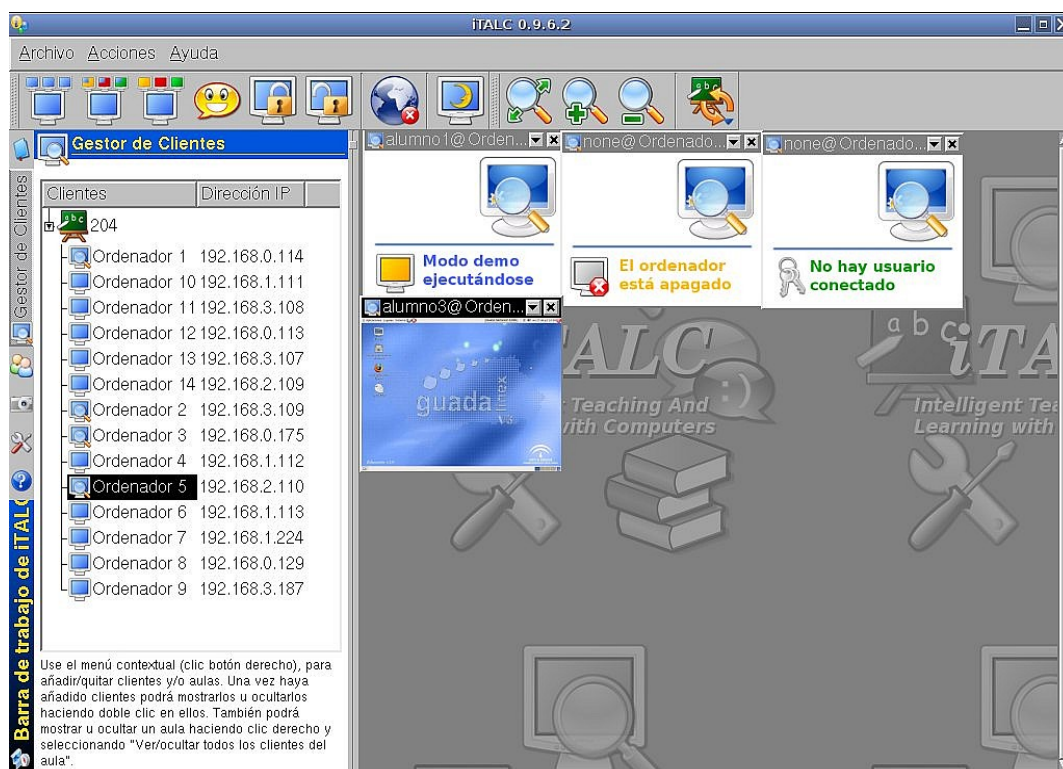 iTALC 0.9.6.2
Archivo Acciones Ayuda
Gestor de Clientes
alumno1@Orden...
none@Ordenado...
none@Ordenado...
Gestor de Clientes
Clientes Dirección IP
204
Ordenador 1 192.168.0.114
Ordenador 10 192.168.1.111
Ordenador 11 192.168.3.108
Ordenador 12 192.168.0.113
Ordenador 13 192.168.3.107
Ordenador 14 192.168.2.109
Ordenador 2 192.168.3.109
Ordenador 3 192.168.0.175
Ordenador 4 192.168.1.112
Ordenador 5 192.168.2.110
Ordenador 6 192.168.1.113
Ordenador 7 192.168.1.224
Ordenador 8 192.168.0.129
Ordenador 9 192.168.3.187
Barra de trabajo de iTALC
Use el menú contextual (clic botón derecho), para
añadir/quitar clientes y/o aulas. Una vez haya
añadido clientes podrá mostrarlos u ocultarlos
haciendo doble clic en ellos. También podrá
mostrar u ocultar un aula haciendo clic derecho y
seleccionando "Ver/ocultar todos los clientes del
aula".
Modo demo
ejecutándose
El ordenador
está apagado
No hay usuario
conectado
alumno3@Orden...
guadalinex
V3
TALC
Teaching And
with Computers
abc
iTA
Intelligent Tea
Learning with